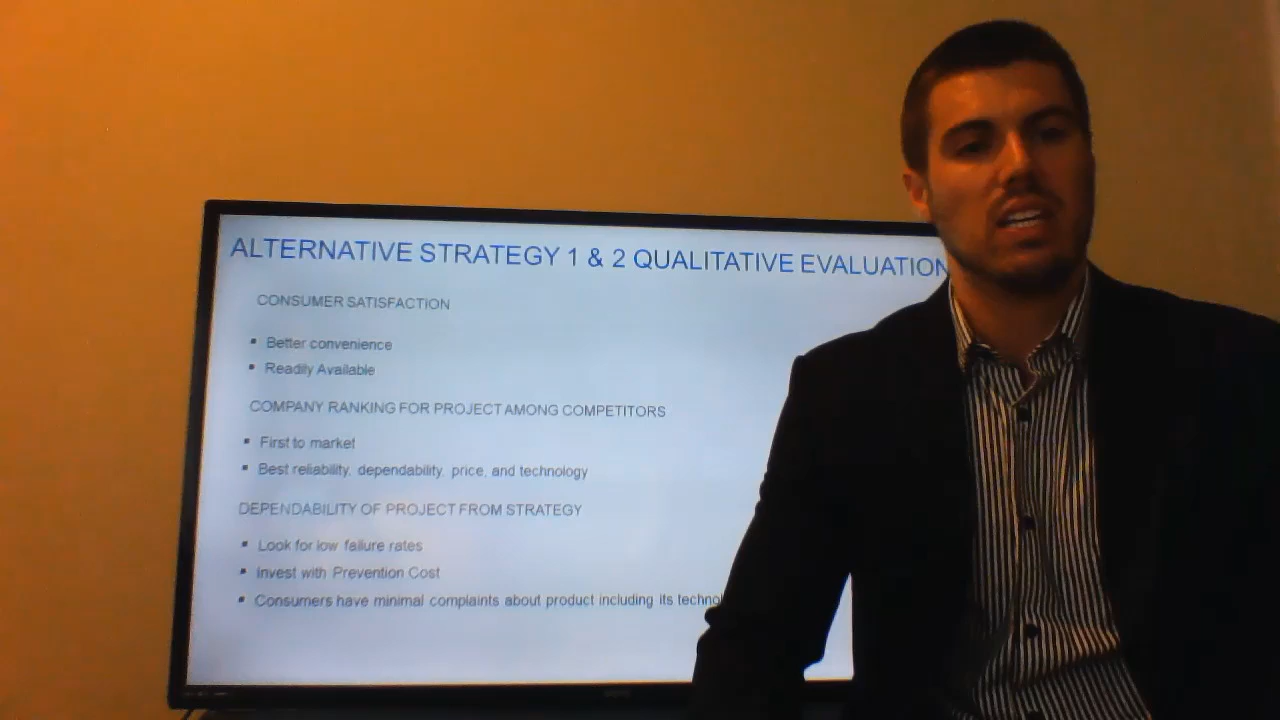 ALTERNATIVE STRATEGY 1 & 2 QUALITATIVE EVALUATION
CONSUMER SATISFACTION
▪ Better convenience
▪ Readily Available
COMPANY RANKING FOR PROJECT AMONG COMPETITORS
▪ First to market
▪ Best reliability, dependability, price, and technology
DEPENDABILITY OF PROJECT FROM STRATEGY
▪ Look for low failure rates
▪ Invest with Prevention Cost
▪ Consumers have minimal complaints about product including its technol